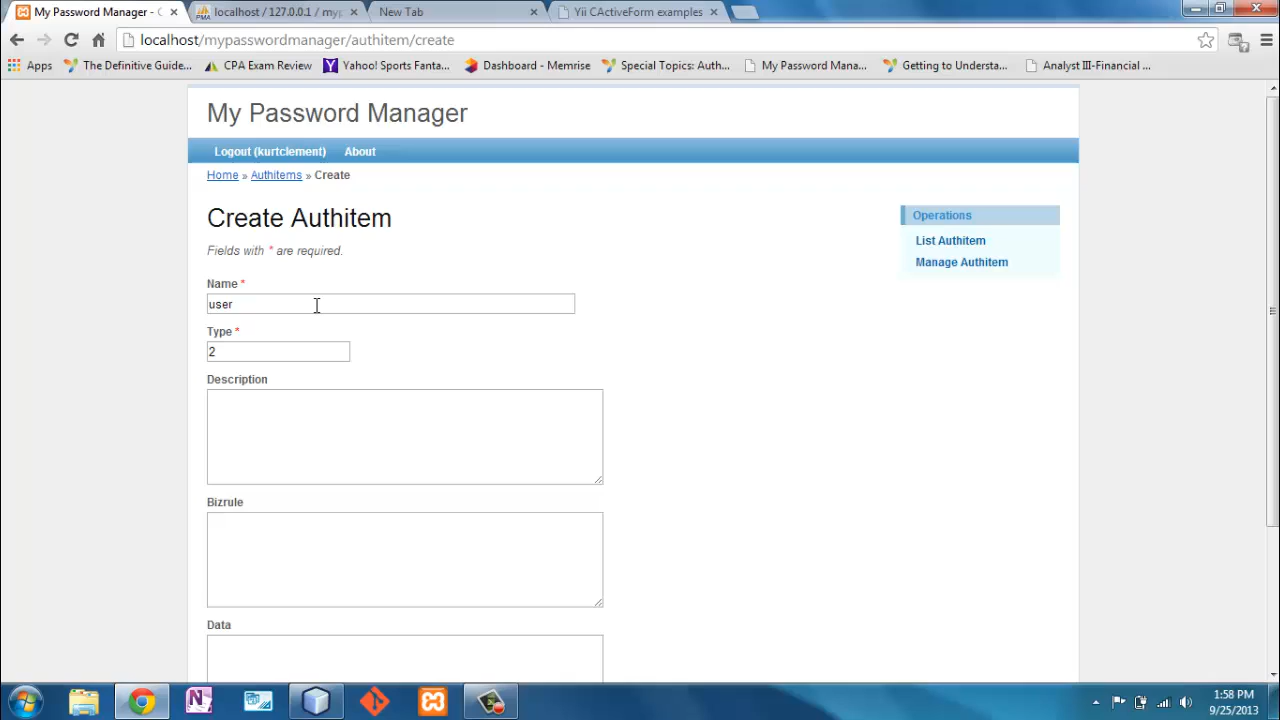 My Password Manager - C
localhost / 127.0.0.1 / myp
New Tab
Yii CActiveForm examples
localhost/mypasswordmanager/authitem/create
Apps
The Definitive Guide...
CPA Exam Review
Yahoo! Sports Fanta...
Dashboard - Memrise
Special Topics: Auth...
My Password Mana...
Getting to Understa...
Analyst III-Financial ...
My Password Manager
Logout (kurtclement) About
Home » Authitems » Create
Create Authitem
Operations
List Authitem
Manage Authitem
Fields with * are required.
Name *
user
Type *
2
Description
Bizrule
Data
1:58 PM
9/25/2013